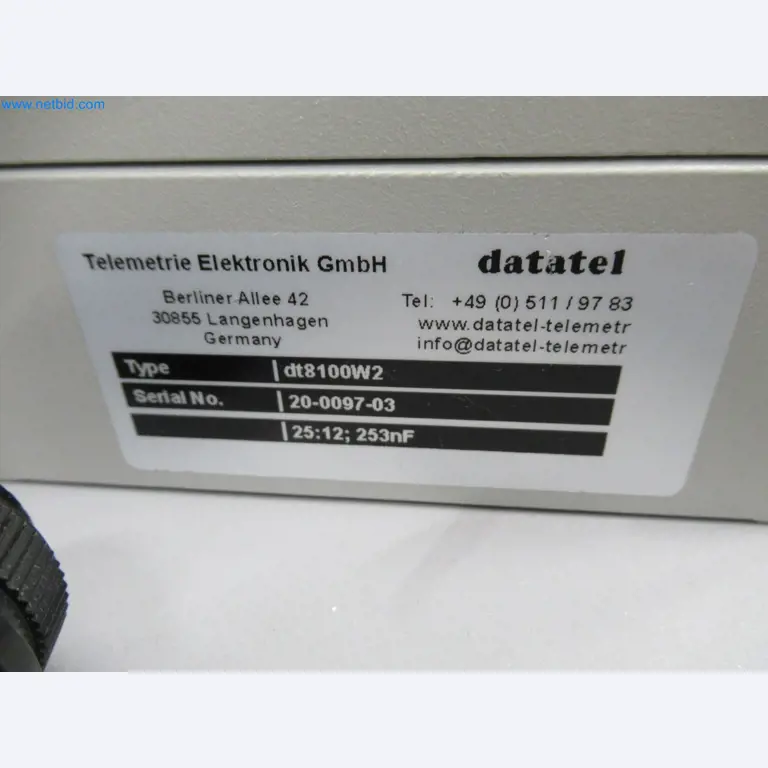 www.netbid.com
Telemetrie Elektronik GmbH
datatel
Berliner Allee 42
30855 Langenhagen
Germany
Tel: +49 (0) 511 / 97 83
www.datatel-telemetr
info@datatel-telemetr
Type dt8100W2
Serial No. 20-0097-03
25:12; 253nF